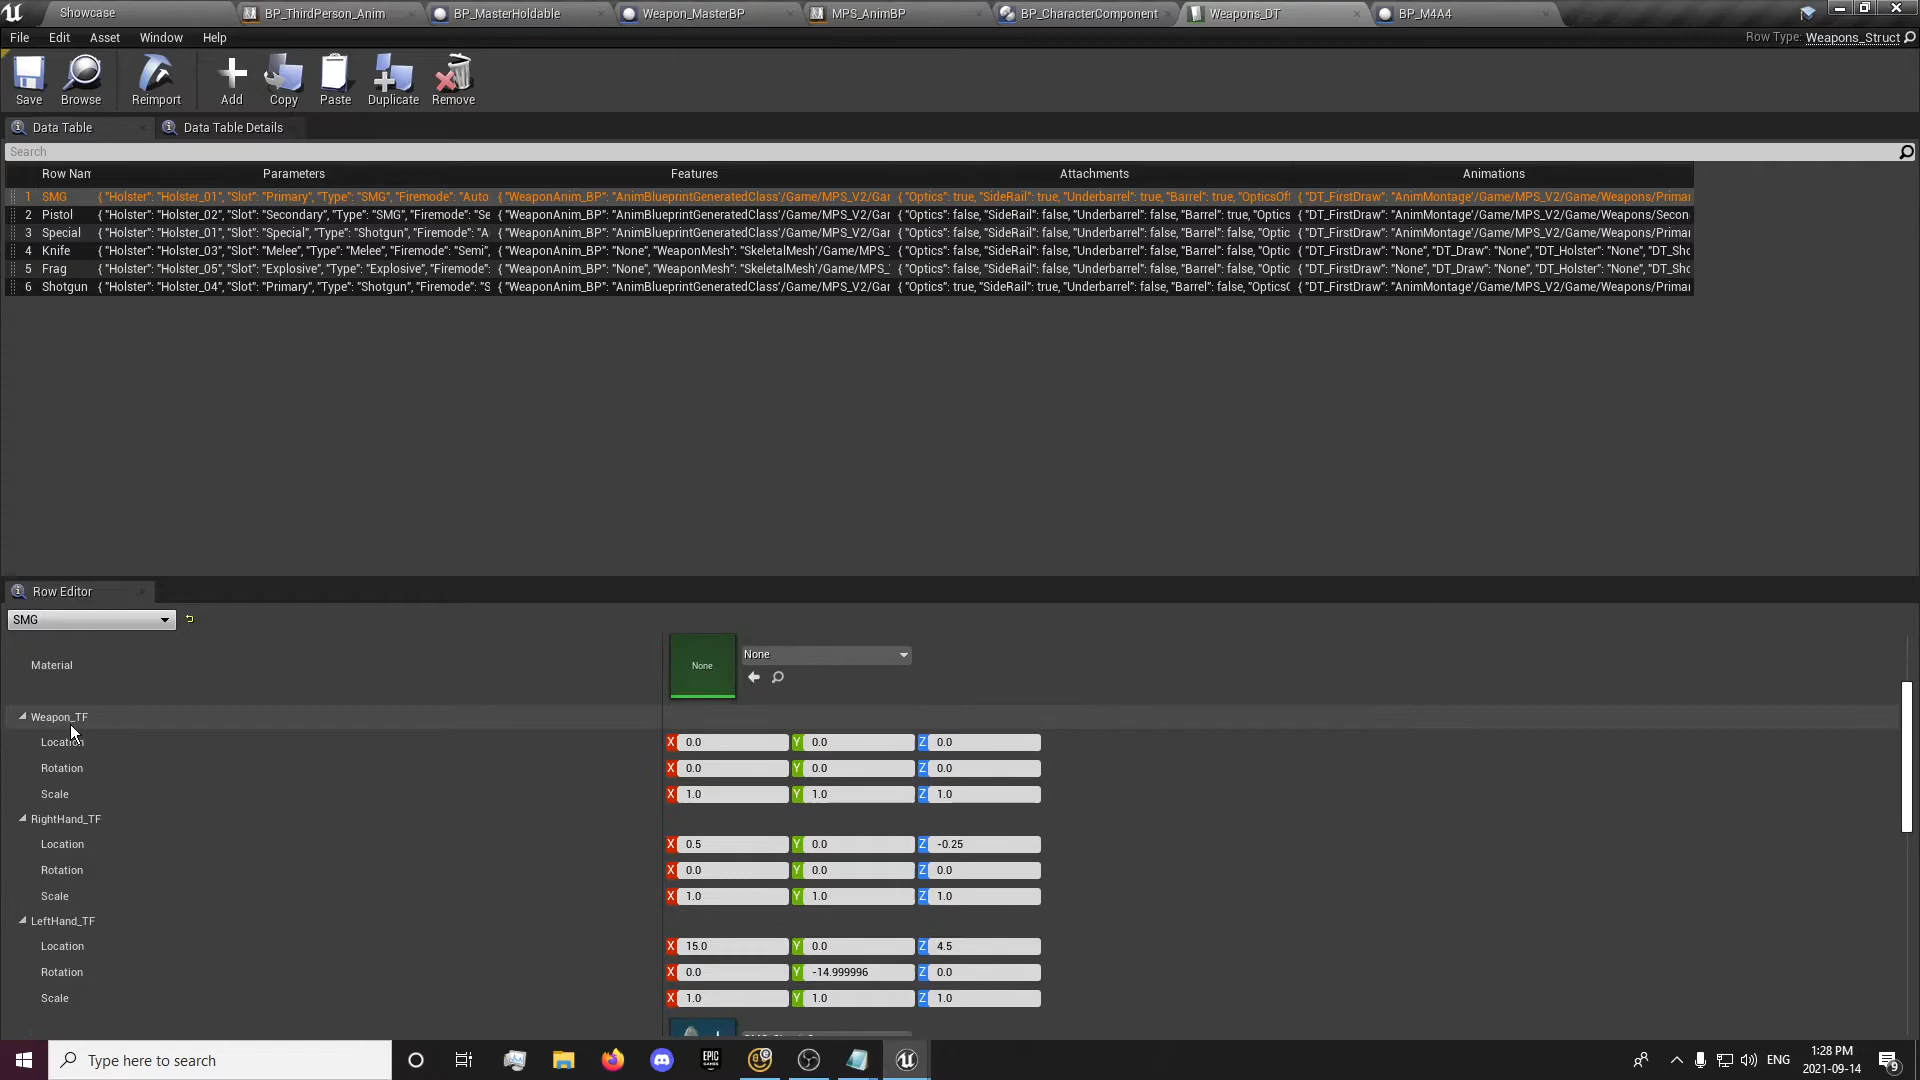 Showcase BP_ThirdPerson_Anim BP_MasterHoldable Weapon_MasterBP MPS_AnimBP BP_CharacterComponent Weapons_DT BP_M4A4
File Edit Asset Window Help Row Type: Weapons_Struct
Save Browse Reimport Add Copy Paste Duplicate Remove
Data Table Data Table Details
Search
Row Nam Parameters Features Attachments Animations
1 SMG { "Holster": "Holster_01", "Slot": "Primary", "Type": "SMG", "Firemode": "Auto { "WeaponAnim_BP": "AnimBlueprintGeneratedClass'/Game/MPS_V2/Gar { "Optics": true, "SideRail": true, "Underbarrel": true, "Barrel": true, "OpticsOff { "DT_FirstDraw": "AnimMontage'/Game/MPS_V2/Game/Weapons/Primar
2 Pistol { "Holster": "Holster_02", "Slot": "Secondary", "Type": "SMG", "Firemode": "Se { "WeaponAnim_BP": "AnimBlueprintGeneratedClass'/Game/MPS_V2/Gar { "Optics": false, "SideRail": false, "Underbarrel": false, "Barrel": true, "Optics { "DT_FirstDraw": "AnimMontage'/Game/MPS_V2/Game/Weapons/Secon
3 Special { "Holster": "Holster_01", "Slot": "Special", "Type": "Shotgun", "Firemode": "A { "WeaponAnim_BP": "AnimBlueprintGeneratedClass'/Game/MPS_V2/Gar { "Optics": false, "SideRail": false, "Underbarrel": false, "Barrel": false, "Optic { "DT_FirstDraw": "AnimMontage'/Game/MPS_V2/Game/Weapons/Primar
4 Knife { "Holster": "Holster_03", "Slot": "Melee", "Type": "Melee", "Firemode": "Semi", { "WeaponAnim_BP": "None", "WeaponMesh": "SkeletalMesh'/Game/MPS_ { "Optics": false, "SideRail": false, "Underbarrel": false, "Barrel": false, "Optic { "DT_FirstDraw": "None", "DT_Draw": "None", "DT_Holster": "None", "DT_Sho
5 Frag { "Holster": "Holster_05", "Slot": "Explosive", "Type": "Explosive", "Firemode": { "WeaponAnim_BP": "None", "WeaponMesh": "SkeletalMesh'/Game/MPS_ { "Optics": false, "SideRail": false, "Underbarrel": false, "Barrel": false, "Optic { "DT_FirstDraw": "None", "DT_Draw": "None", "DT_Holster": "None", "DT_Sho
6 Shotgun { "Holster": "Holster_04", "Slot": "Primary", "Type": "Shotgun", "Firemode": "S { "WeaponAnim_BP": "AnimBlueprintGeneratedClass'/Game/MPS_V2/Gar { "Optics": true, "SideRail": true, "Underbarrel": false, "Barrel": false, "OpticsO { "DT_FirstDraw": "AnimMontage'/Game/MPS_V2/Game/Weapons/Primar
Row Editor
SMG
Material None None
Weapon_TF
Location X 0.0 Y 0.0 Z 0.0
Rotation X 0.0 Y 0.0 Z 0.0
Scale X 1.0 Y 1.0 Z 1.0
RightHand_TF
Location X 0.5 Y 0.0 Z -0.25
Rotation X 0.0 Y 0.0 Z 0.0
Scale X 1.0 Y 1.0 Z 1.0
LeftHand_TF
Location X 15.0 Y 0.0 Z 4.5
Rotation X 0.0 Y -14.999996 Z 0.0
Scale X 1.0 Y 1.0 Z 1.0
Type here to search EPIC GAMES ENG 1:28 PM
2021-09-14 9